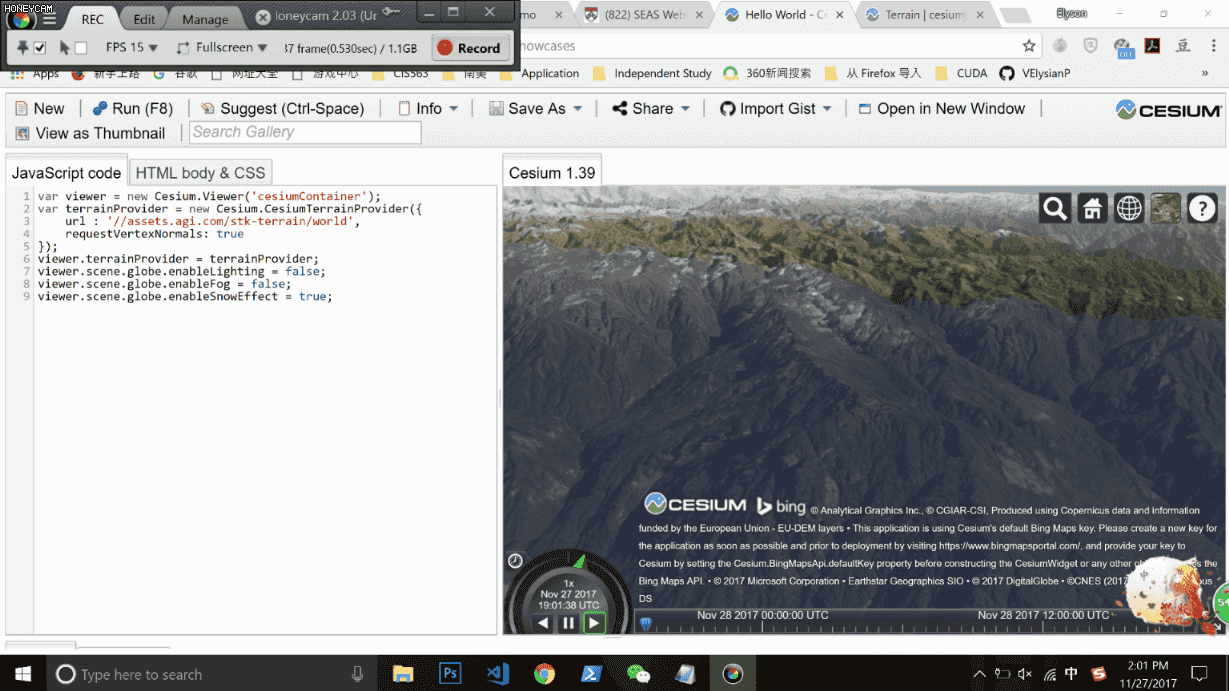 HONEYCAM
REC
Edit
Manage
loneycam 2.03 (Ur
mo
(822) SEAS Web
Hello World - Ce
Terrain | cesium
Elyson
FPS 15
Fullscreen
37 frame(0.530sec) / 1.1GB
Record
howcases
OFF
豆
Apps
新手上路
谷歌
网址大全
游戏中心
CIS563
南美
Application
Independent Study
360新闻搜索
从 Firefox 导入
CUDA
VElysianP
»
New
Run (F8)
Suggest (Ctrl-Space)
Info
Save As
Share
Import Gist
Open in New Window
CESIUM
View as Thumbnail
Search Gallery
JavaScript code
HTML body & CSS
Cesium 1.39
1 var viewer = new Cesium.Viewer('cesiumContainer');
2 var terrainProvider = new Cesium.CesiumTerrainProvider({
3 url : '//assets.agi.com/stk-terrain/world',
4 requestVertexNormals: true
5 });
6 viewer.terrainProvider = terrainProvider;
7 viewer.scene.globe.enableLighting = false;
8 viewer.scene.globe.enableFog = false;
9 viewer.scene.globe.enableSnowEffect = true;
CESIUM bing © Analytical Graphics Inc., © CGIAR-CSI, Produced using Copernicus data and information
funded by the European Union - EU-DEM layers • This application is using Cesium's default Bing Maps key. Please create a new key for
the application as soon as possible and prior to deployment by visiting https://www.bingmapsportal.com/, and provide your key to
Cesium by setting the Cesium.BingMapsApi.defaultKey property before constructing the CesiumWidget or any other the
Bing Maps API. • © 2017 Microsoft Corporation • Earthstar Geographics SIO • © 2017 DigitalGlobe • ©CNES (2017
DS
1x
Nov 27 2017
19:01:38 UTC
Nov 28 2017 00:00:00 UTC
Nov 28 2017 12:00:00 UTC
中
Type here to search
Ps
中
2:01 PM
11/27/2017